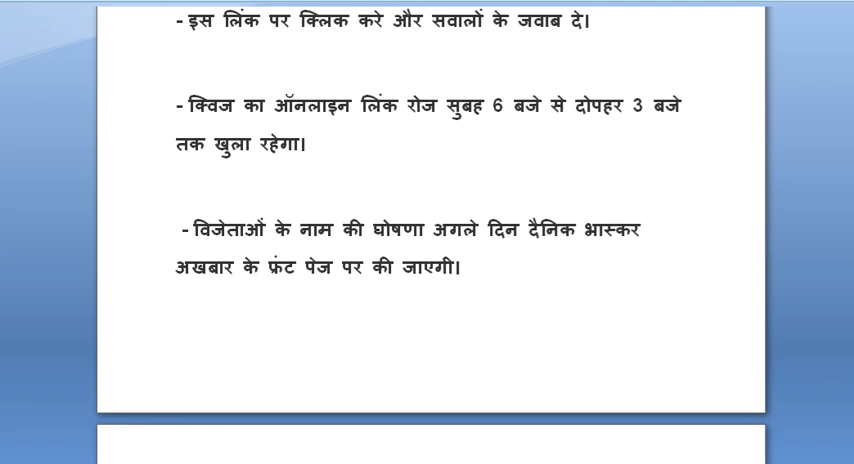 - इस लिंक पर क्लिक करे और सवालों के जवाब दे।
- क्विज का ऑनलाइन लिंक रोज सुबह 6 बजे से दोपहर 3 बजे
तक खुला रहेगा।
- विजेताओं के नाम की घोषणा अगले दिन दैनिक भास्कर
अखबार के फ्रंट पेज पर की जाएगी।